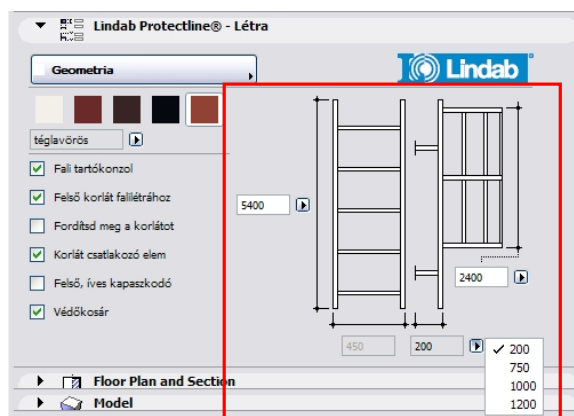 Lindab Protectline® - Létra
Geometria
Lindab
téglavörös
Fali tartókonzol
Felső korlát falilétrához
Fordítsd meg a korlátot
Korlát csatlakozó elem
Felső, íves kapaszkodó
Védőkosár
5400
2400
450
200
✓ 200
750
1000
1200
Floor Plan and Section
Model